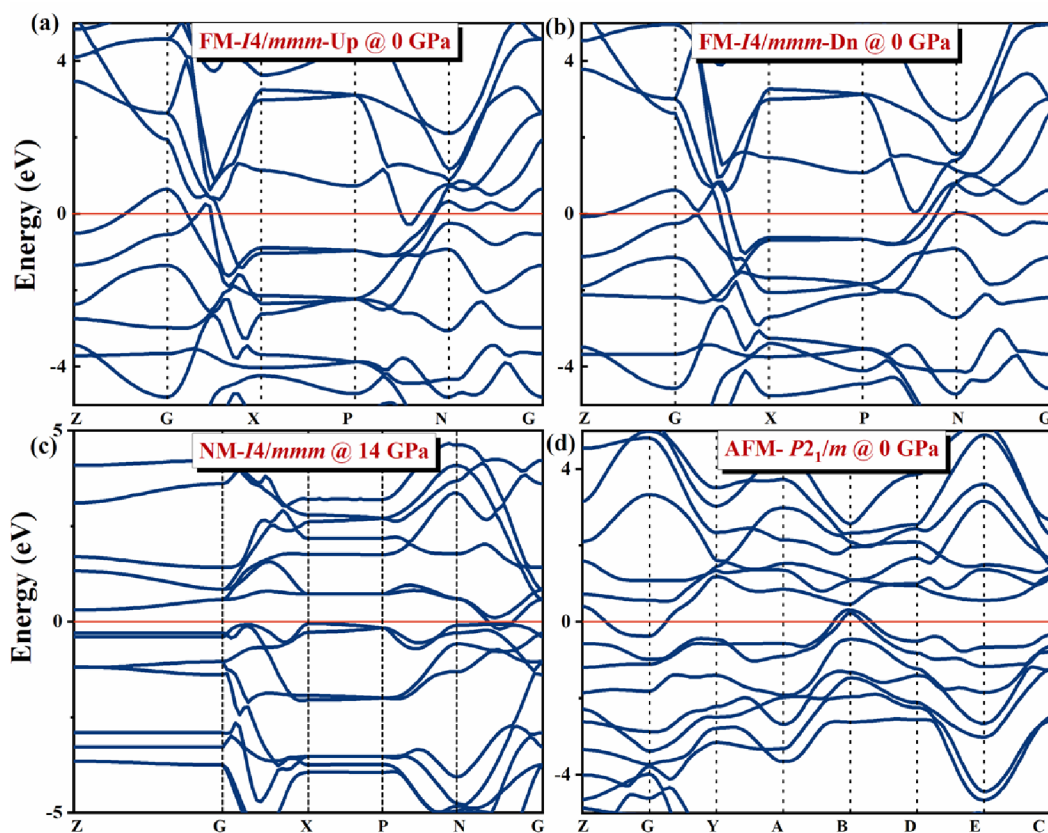 (a)
FM-I4/mmm-Up @ 0 GPa
4
0
-4
Energy (eV)
Z G X P N G
(b)
FM-I4/mmm-Dn @ 0 GPa
4
0
-4
Z G X P N G
(c)
NM-I4/mmm @ 14 GPa
5
0
-5
Energy (eV)
Z G X P N G
(d)
AFM- P2₁/m @ 0 GPa
4
0
-4
Z G Y A B D E C